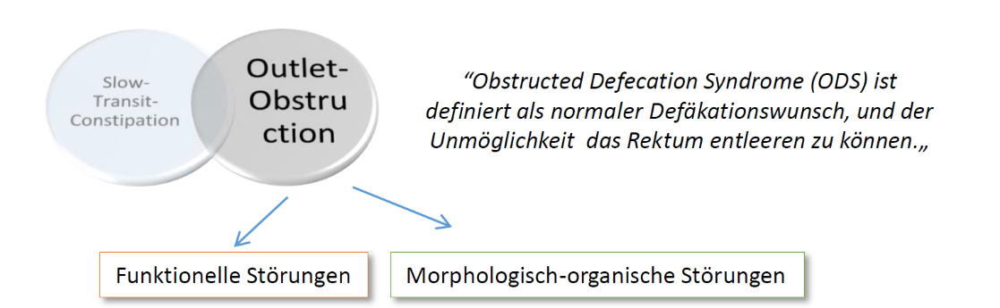 Slow-
Transit-
Constipation
Outlet-
Obstru
ction
“Obstructed Defecation Syndrome (ODS) ist
definiert als normaler Defäkationswunsch, und der
Unmöglichkeit  das Rektum entleeren zu können.„
Funktionelle Störungen
Morphologisch-organische Störungen